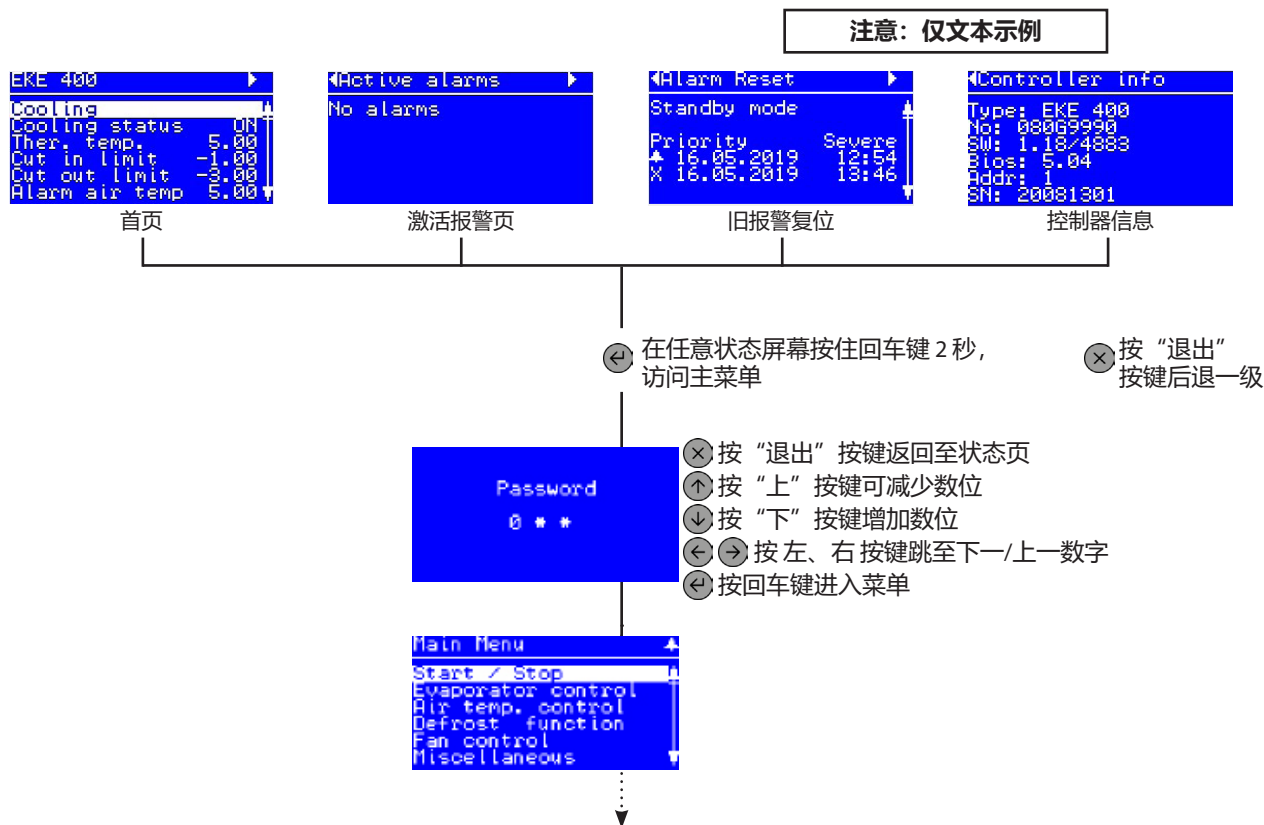 注意：仅文本示例
EKE 400
Cooling
Cooling status ON
Ther. temp. 5.00
Cut in limit -1.00
Cut out limit -3.00
Alarm air temp 5.00
首页
Active alarms
No alarms
激活报警页
Alarm Reset
Standby mode
Priority Severe
16.05.2019 12:54
X 16.05.2019 13:46
旧报警复位
Controller info
Type: EKE 400
No: 080G9990
SW: 1.18/4883
Bios: 5.04
Addr: 1
SN: 20081301
控制器信息
在任意状态屏幕按住回车键 2 秒，
访问主菜单
按“退出”
按键后退一级
Password
0 * *
按“退出”按键返回至状态页
按“上”按键可减少数位
按“下”按键增加数位
按 左、右 按键跳至下一/上一数字
按回车键进入菜单
Main Menu
Start / Stop
Evaporator control
Air temp. control
Defrost function
Fan control
Miscellaneous